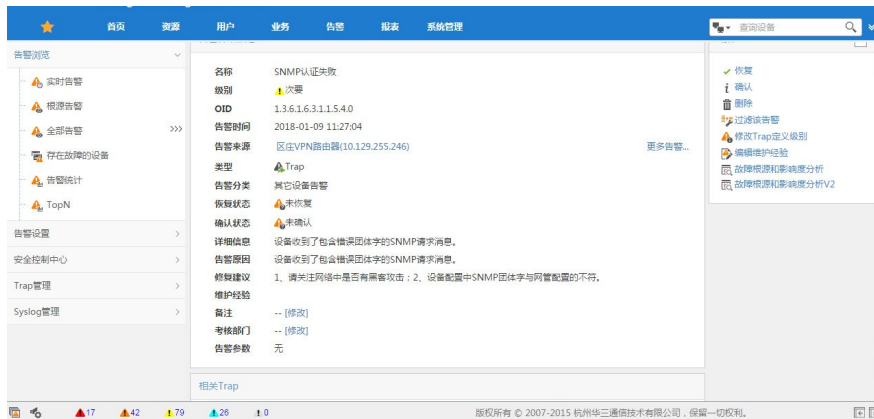 首页 资源 用户 业务 告警 报表 系统管理 查询设备
告警浏览
实时告警
根源告警
全部告警 >>>
存在故障的设备
告警统计
TopN
告警设置
安全控制中心
Trap管理
Syslog管理
名称 SNMP认证失败
级别 次要
OID 1.3.6.1.6.3.1.1.5.4.0
告警时间 2018-01-09 11:27:04
告警来源 区庄VPN路由器(10.129.255.246) 更多告警...
类型 Trap
告警分类 其它设备告警
恢复状态 未恢复
确认状态 未确认
详细信息 设备收到了包含错误团体字的SNMP请求消息。
告警原因 设备收到了包含错误团体字的SNMP请求消息。
修复建议 1、请关注网络中是否有黑客攻击；2、设备配置中SNMP团体字与网管配置的不符。
维护经验
备注 -- [修改]
考核部门 -- [修改]
告警参数 无
相关Trap
恢复
确认
删除
过滤该告警
修改Trap定义级别
编辑维护经验
故障根源和影响度分析
故障根源和影响度分析V2
17 42 79 26 0 版权所有 © 2007-2015 杭州华三通信技术有限公司，保留一切权利。